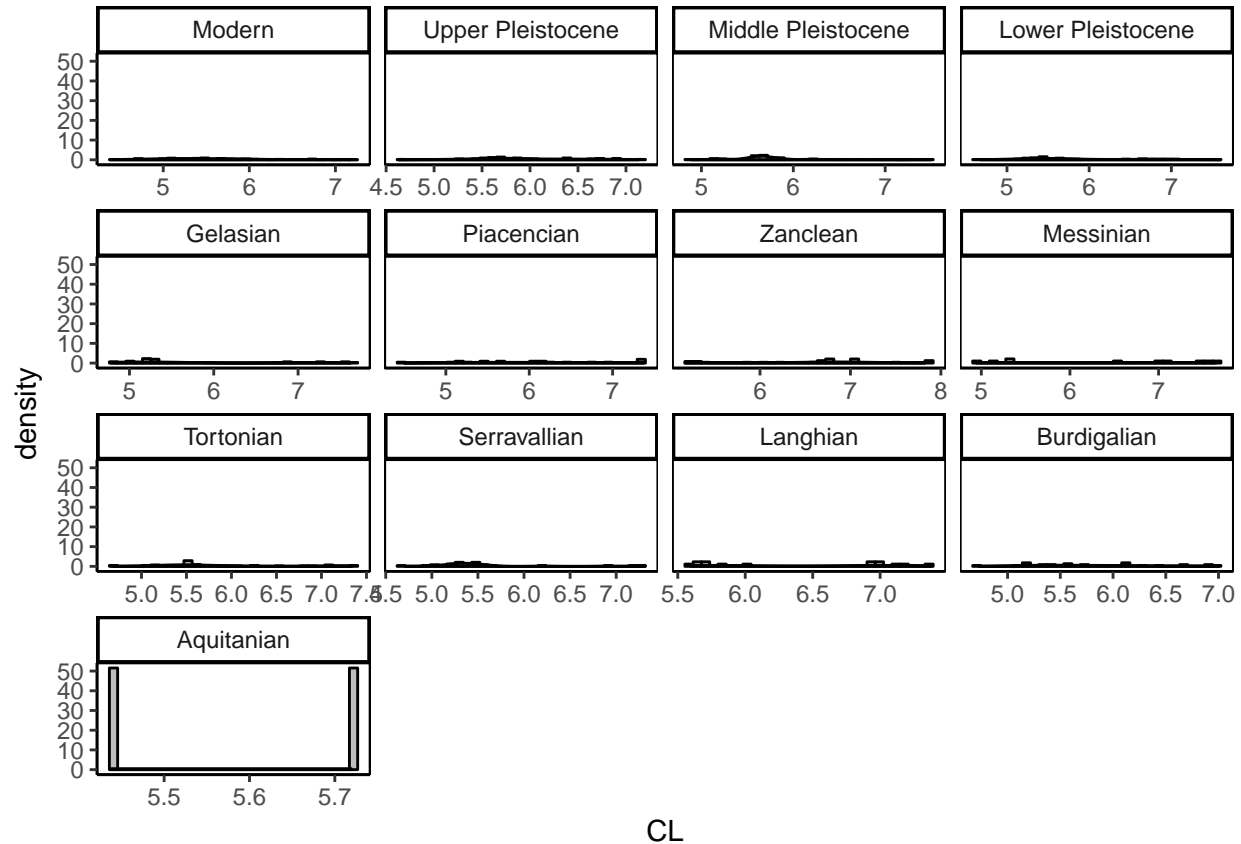 Modern Upper Pleistocene Middle Pleistocene Lower Pleistocene
50
40
30
20
10
0
5 6 7 4.5 5.0 5.5 6.0 6.5 7.0 5 6 7 5 6 7
Gelasian Piacencian Zanclean Messinian
50
40
30
20
10
0
5 6 7 5 6 7 6 7 8 5 6 7
density
Tortonian Serravallian Langhian Burdigalian
50
40
30
20
10
0
5.0 5.5 6.0 6.5 7.0 7.5 4.5 5.0 5.5 6.0 6.5 7.0 5.5 6.0 6.5 7.0 5.0 5.5 6.0 6.5 7.0
Aquitanian
50
40
30
20
10
0
5.5 5.6 5.7
CL